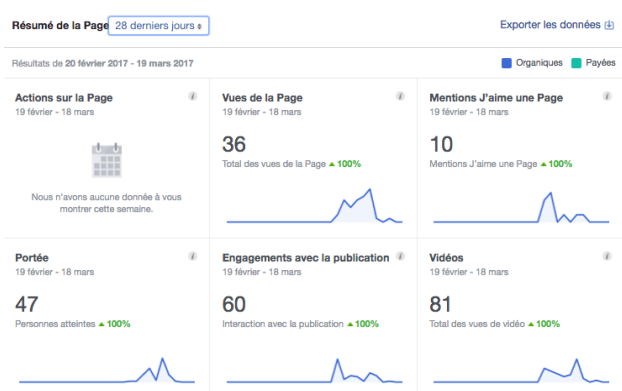 Résumé de la Page 28 derniers jours
Exporter les données
Résultats de 20 février 2017 - 19 mars 2017
Organiques Payées
Actions sur la Page
19 février - 18 mars
Nous n'avons aucune donnée à vous
montrer cette semaine.
Vues de la Page
19 février - 18 mars
36
Total des vues de la Page 100%
Mentions J'aime une Page
19 février - 18 mars
10
Mentions J'aime une Page 100%
Portée
19 février - 18 mars
47
Personnes atteintes 100%
Engagements avec la publication
19 février - 18 mars
60
Interaction avec la publication 100%
Vidéos
19 février - 18 mars
81
Total des vues de vidéo 100%